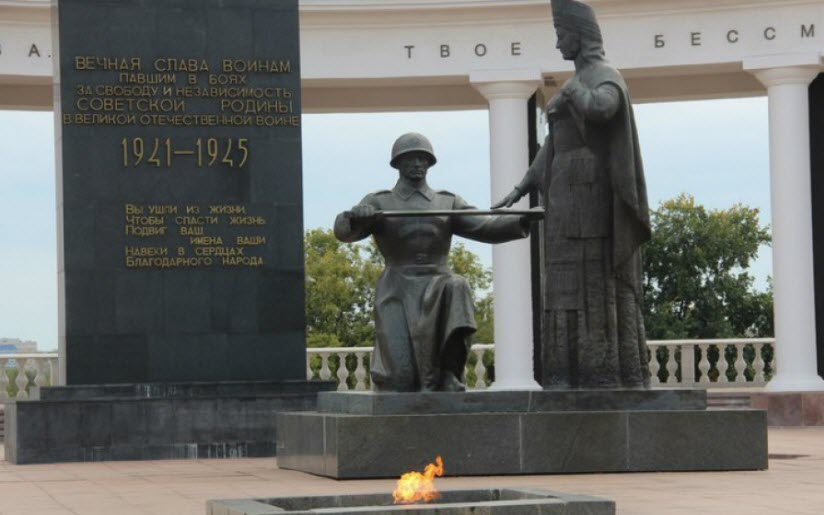 А.
ТВОЕ БЕССМ
ВЕЧНАЯ СЛАВА ВОИНАМ,
ПАВШИМ В БОЯХ
ЗА СВОБОДУ И НЕЗАВИСИМОСТЬ
СОВЕТСКОЙ РОДИНЫ
В ВЕЛИКОЙ ОТЕЧЕСТВЕННОЙ ВОЙНЕ
1941—1945
ВЫ УШЛИ ИЗ ЖИЗНИ,
ЧТОБЫ СПАСТИ ЖИЗНЬ.
ПОДВИГ ВАШ
ИМЕНА ВАШИ
НАВЕКИ В СЕРДЦАХ
БЛАГОДАРНОГО НАРОДА